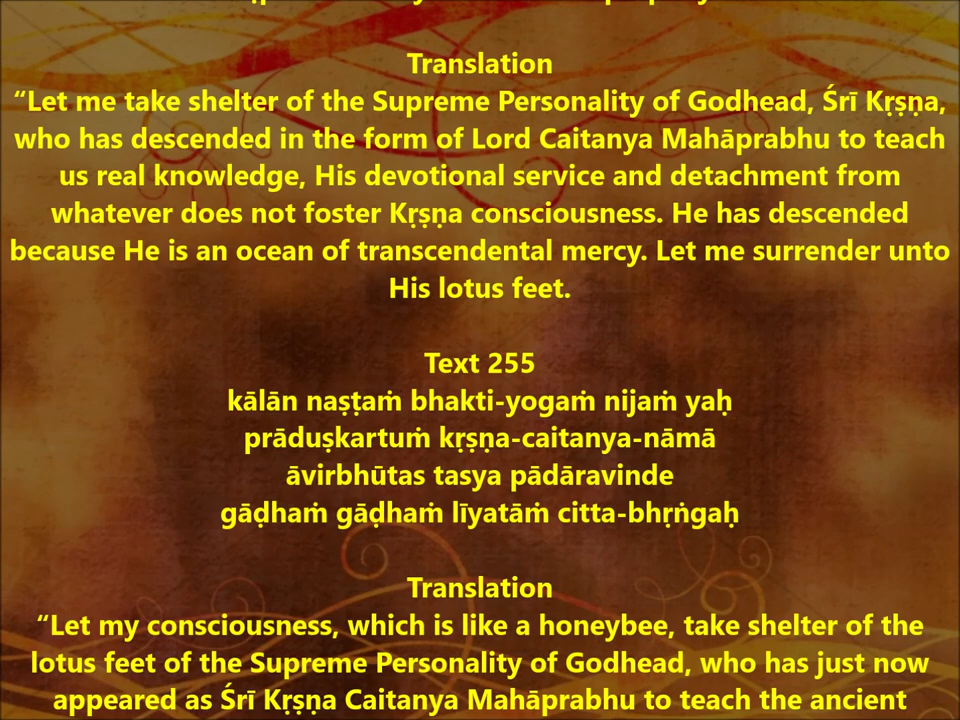 Translation
“Let me take shelter of the Supreme Personality of Godhead, Śrī Kṛṣṇa,
who has descended in the form of Lord Caitanya Mahāprabhu to teach
us real knowledge, His devotional service and detachment from
whatever does not foster Kṛṣṇa consciousness. He has descended
because He is an ocean of transcendental mercy. Let me surrender unto
His lotus feet.
Text 255
kālān naṣṭaṁ bhakti-yogaṁ nijaṁ yaḥ
prāduṣkartuṁ kṛṣṇa-caitanya-nāmā
āvirbhūtas tasya pādāravinde
gāḍhaṁ gāḍhaṁ līyatāṁ citta-bhṛṅgaḥ
Translation
“Let my consciousness, which is like a honeybee, take shelter of the
lotus feet of the Supreme Personality of Godhead, who has just now
appeared as Śrī Kṛṣṇa Caitanya Mahāprabhu to teach the ancient